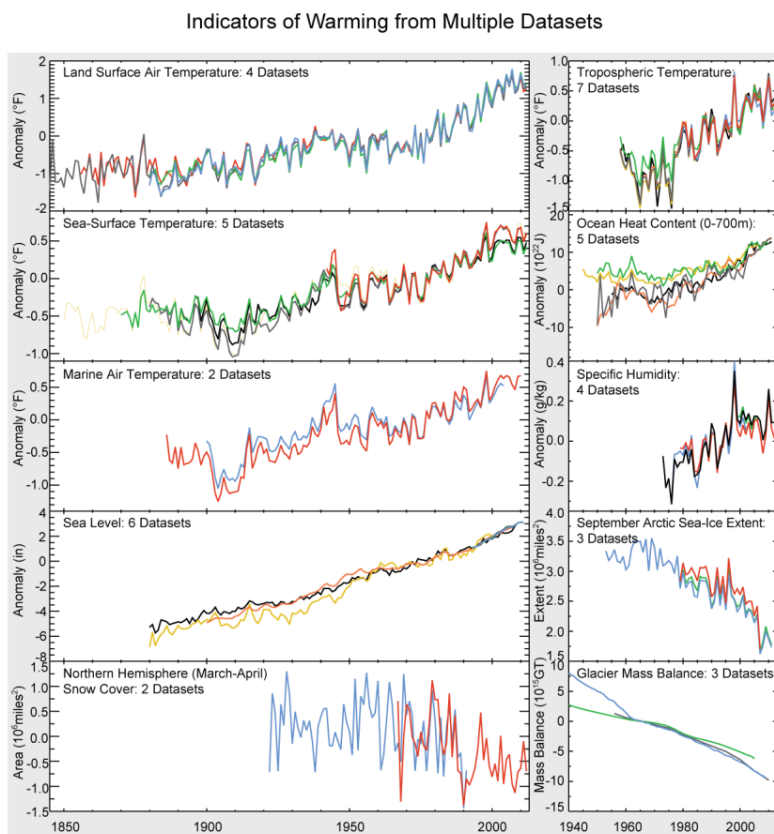 Indicators of Warming from Multiple Datasets
Land Surface Air Temperature: 4 Datasets
Anomaly (°F)
2
1
0
-1
2
Sea-Surface Temperature: 5 Datasets
Anomaly (°F)
0.5
0.0
-0.5
-1.0
Marine Air Temperature: 2 Datasets
Anomaly (°F)
0.5
0.0
-0.5
-1.0
Sea Level: 6 Datasets
Anomaly (in)
4
2
0
-2
-4
-6
-8
Northern Hemisphere (March-April)
Snow Cover: 2 Datasets
Area (10⁶miles²)
1.5
1.0
0.5
0.0
-0.5
-1.0
-1.5
1850
1900
1950
2000
Tropospheric Temperature:
7 Datasets
Anomaly (°F)
1.0
0.5
0.0
-0.5
-1.0
-1.5
Ocean Heat Content (0-700m):
5 Datasets
Anomaly (10²²J)
20
10
0
-10
Specific Humidity:
4 Datasets
Anomaly (g/kg)
0.4
0.2
0.0
-0.2
September Arctic Sea-Ice Extent:
3 Datasets
Extent (10⁶miles²)
4.0
3.5
3.0
2.5
2.0
Glacier Mass Balance: 3 Datasets
Mass Balance (10¹⁵GT)
10
5
0
-5
-10
-15
1940
1960
1980
2000